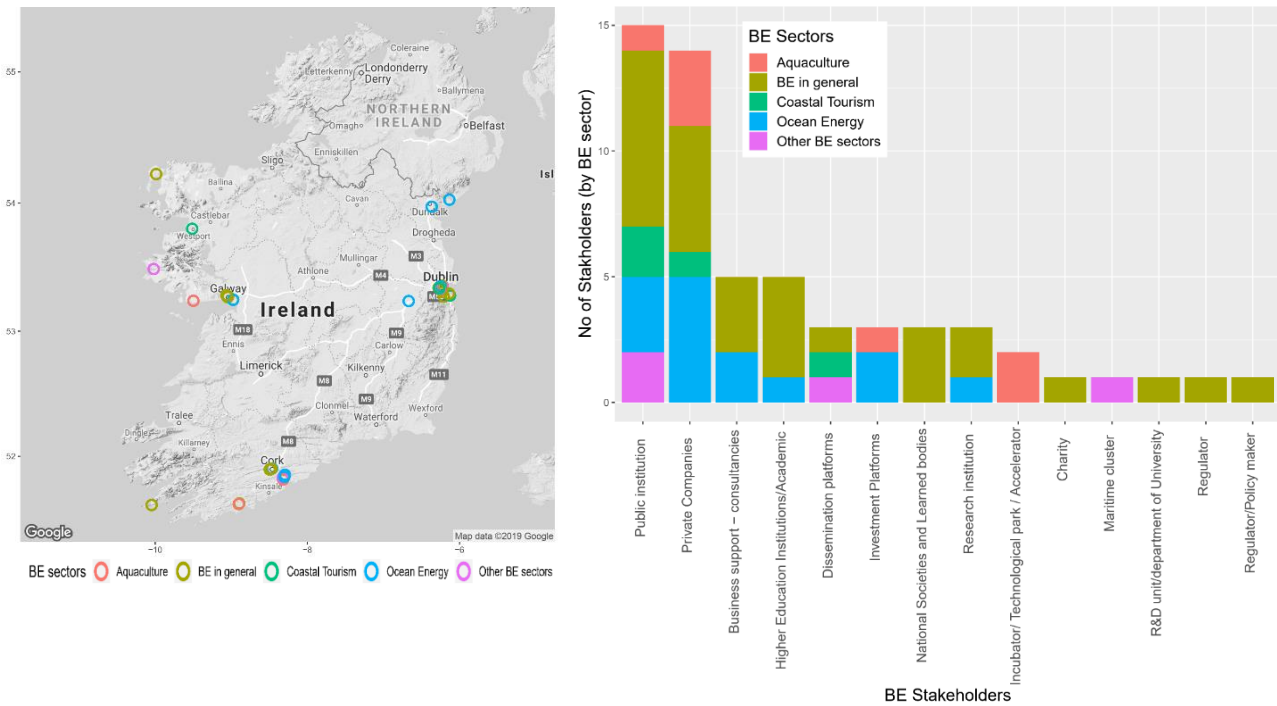 55
54
53
52
Coleraine
Letterkenny
Londonderry
Derry
Ballymena
NORTHERN
IRELAND
Omagh
Belfast
Enniskillen
Sligo
Isl
Ballina
Cavan
Dundalk
Castlebar
Westport
Drogheda
Mullingar
M3
Athlone
M4
Dublin
Galway
Ireland
M18
M9
Ennis
Carlow
Limerick
Kilkenny
M8
M11
M9
Clonmel
Wexford
Tralee
Waterford
Dingle
Killarney
M8
Cork
Kinsale
Google
Map data ©2019 Google
−10
−8
−6
BE sectors Aquaculture BE in general Coastal Tourism Ocean Energy Other BE sectors
No of Stakholders (by BE sector)
15
10
5
0
BE Sectors
Aquaculture
BE in general
Coastal Tourism
Ocean Energy
Other BE sectors
Public institution
Private Companies
Business support − consultancies
Higher Education Institutions/Academic
Dissemination platforms
Investment Platforms
National Societies and Learned bodies
Research institution
Incubator/ Technological park / Accelerator
Charity
Maritime cluster
R&D unit/department of University
Regulator
Regulator/Policy maker
BE Stakeholders